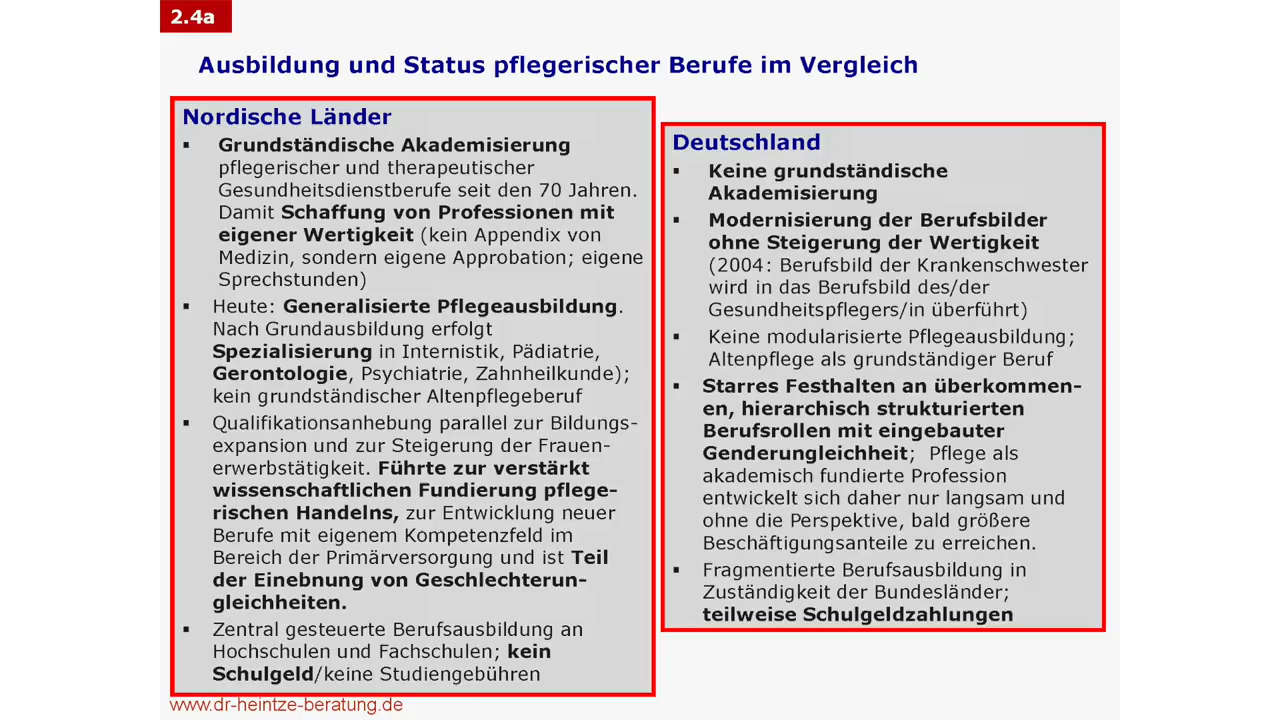 2.4a
Ausbildung und Status pflegerischer Berufe im Vergleich
Nordische Länder
▪ Grundständische Akademisierung
pflegerischer und therapeutischer
Gesundheitsdienstberufe seit den 70 Jahren.
Damit Schaffung von Professionen mit
eigener Wertigkeit (kein Appendix von
Medizin, sondern eigene Approbation; eigene
Sprechstunden)
▪ Heute: Generalisierte Pflegeausbildung.
Nach Grundausbildung erfolgt
Spezialisierung in Internistik, Pädiatrie,
Gerontologie, Psychiatrie, Zahnheilkunde);
kein grundständischer Altenpflegeberuf
▪ Qualifikationsanhebung parallel zur Bildungs-
expansion und zur Steigerung der Frauen-
erwerbstätigkeit. Führte zur verstärkt
wissenschaftlichen Fundierung pflege-
rischen Handelns, zur Entwicklung neuer
Berufe mit eigenem Kompetenzfeld im
Bereich der Primärversorgung und ist Teil
der Einebnung von Geschlechterun-
gleichheiten.
▪ Zentral gesteuerte Berufsausbildung an
Hochschulen und Fachschulen; kein
Schulgeld/keine Studiengebühren
Deutschland
▪ Keine grundständische
Akademisierung
▪ Modernisierung der Berufsbilder
ohne Steigerung der Wertigkeit
(2004: Berufsbild der Krankenschwester
wird in das Berufsbild des/der
Gesundheitspflegers/in überführt)
▪ Keine modularisierte Pflegeausbildung;
Altenpflege als grundständiger Beruf
▪ Starres Festhalten an überkommen-
en, hierarchisch strukturierten
Berufsrollen mit eingebauter
Genderungleichheit; Pflege als
akademisch fundierte Profession
entwickelt sich daher nur langsam und
ohne die Perspektive, bald größere
Beschäftigungsanteile zu erreichen.
▪ Fragmentierte Berufsausbildung in
Zuständigkeit der Bundesländer;
teilweise Schulgeldzahlungen
www.dr-heintze-beratung.de